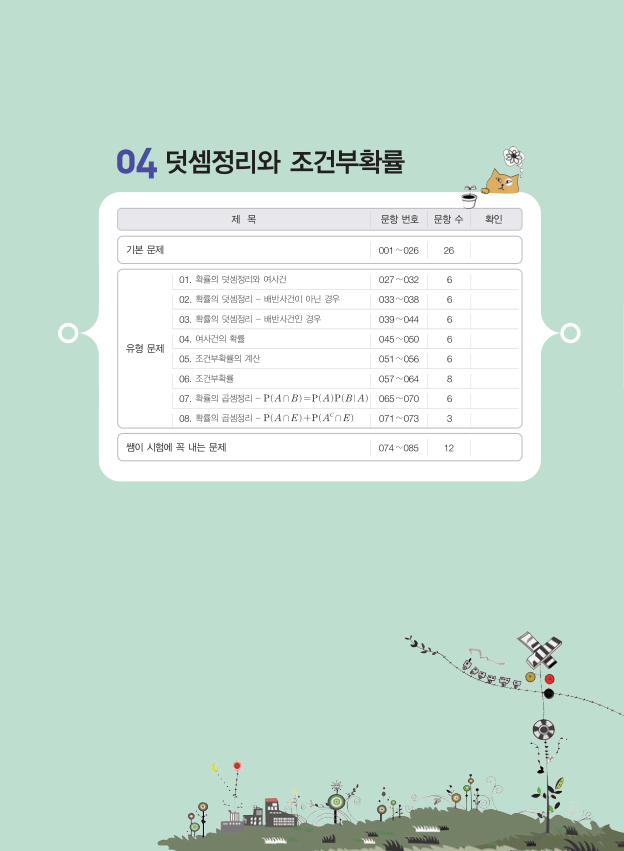 04 덧셈정리와 조건부확률
제 목 문항 번호 문항 수 확인
기본 문제 001~026 26
유형 문제
01. 확률의 덧셈정리와 여사건 027~032 6
02. 확률의 덧셈정리 – 배반사건이 아닌 경우 033~038 6
03. 확률의 덧셈정리 – 배반사건인 경우 039~044 6
04. 여사건의 확률 045~050 6
05. 조건부확률의 계산 051~056 6
06. 조건부확률 057~064 8
07. 확률의 곱셈정리 – P(A∩B)=P(A)P(B|A) 065~070 6
08. 확률의 곱셈정리 – P(A∩E)+P(Aᶜ∩E) 071~073 3
쌤이 시험에 꼭 내는 문제 074~085 12